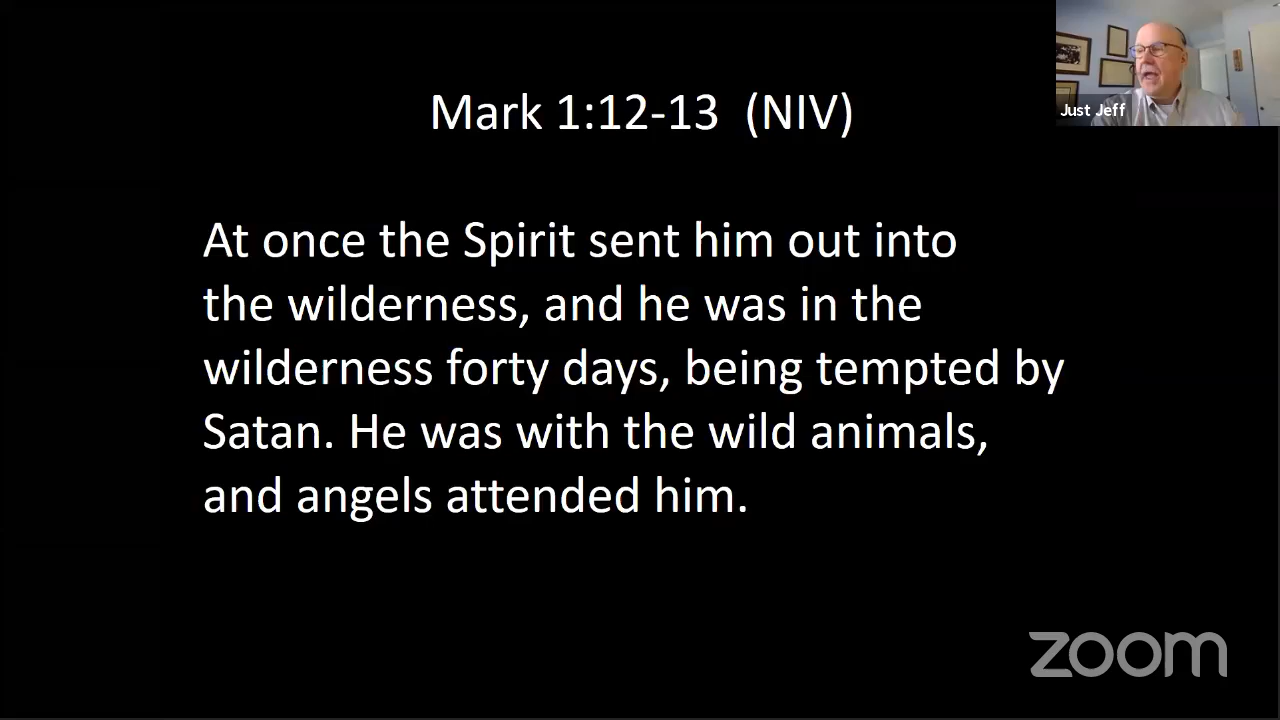 Mark 1:12-13 (NIV)
Just Jeff
At once the Spirit sent him out into
the wilderness, and he was in the
wilderness forty days, being tempted by
Satan. He was with the wild animals,
and angels attended him.
zoom